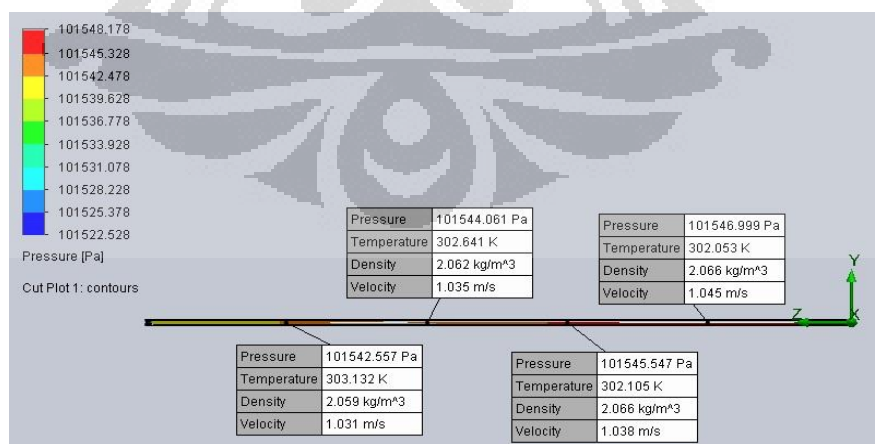 101548.178
101545.328
101542.478
101539.628
101536.778
101533.928
101531.078
101528.228
101525.378
101522.528
Pressure [Pa]
Cut Plot 1: contours
Pressure 101544.061 Pa
Temperature 302.641 K
Density 2.062 kg/m^3
Velocity 1.035 m/s
Pressure 101546.999 Pa
Temperature 302.053 K
Density 2.066 kg/m^3
Velocity 1.045 m/s
Y
Z
X
Pressure 101542.557 Pa
Temperature 303.132 K
Density 2.059 kg/m^3
Velocity 1.031 m/s
Pressure 101545.547 Pa
Temperature 302.105 K
Density 2.066 kg/m^3
Velocity 1.038 m/s